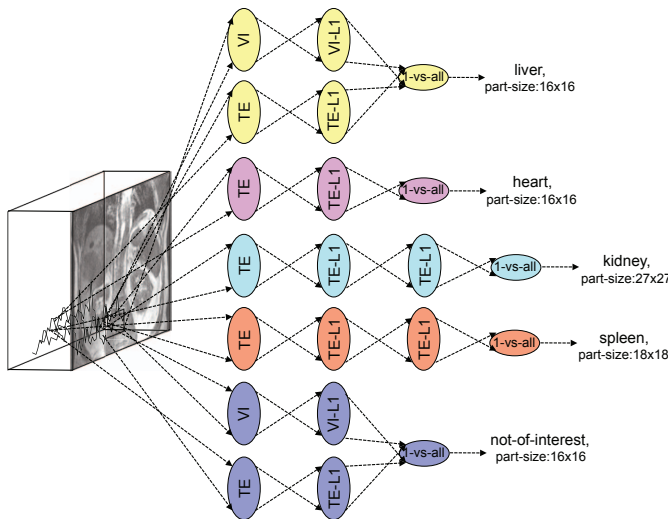 VI
VI-L1
TE
TE-L1
1-vs-all
liver,
part-size:16x16
TE
TE-L1
1-vs-all
heart,
part-size:16x16
TE
TE-L1
TE-L1
1-vs-all
kidney,
part-size:27x27
TE
TE-L1
TE-L1
1-vs-all
spleen,
part-size:18x18
VI
VI-L1
TE
TE-L1
1-vs-all
not-of-interest,
part-size:16x16